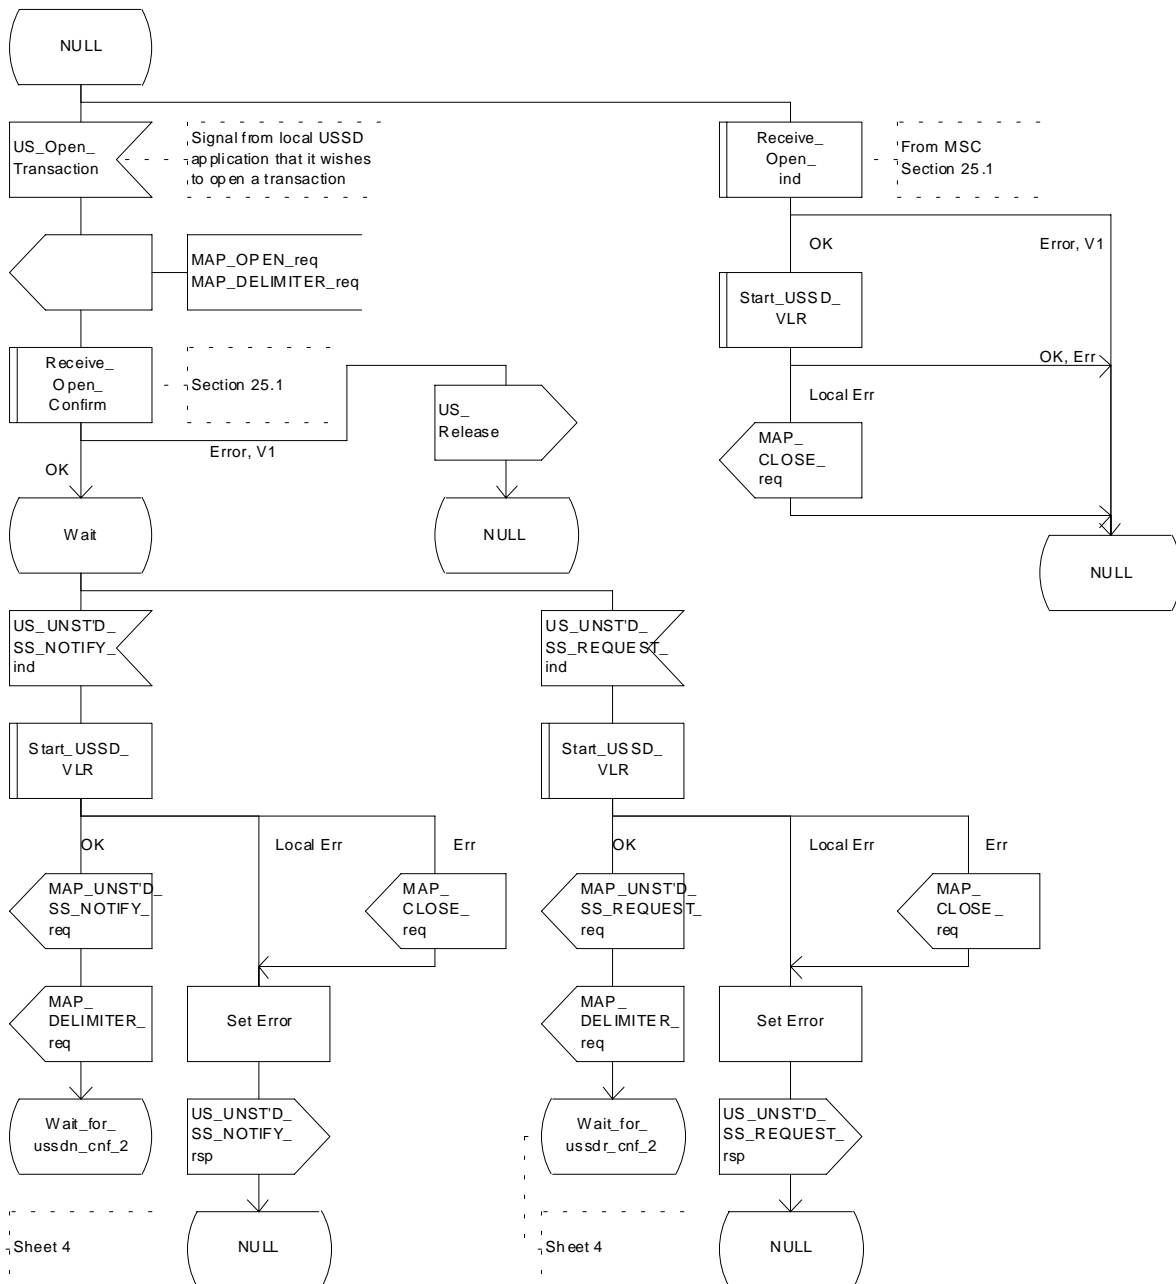 NULL
US_Open_
Transaction
Signal from local USSD
application that it wishes
to open a transaction
Receive_
Open_
ind
From MSC
Section 25.1
OK
Error, V1
MAP_OPEN_req
MAP_DELIMITER_req
Start_USSD_
VLR
Receive_
Open_
Confirm
Section 25.1
OK, Err
Local Err
US_
Release
Error, V1
OK
MAP_
CLOSE_
req
Wait
NULL
NULL
US_UNST'D_
SS_NOTIFY_
ind
US_UNST'D_
SS_REQUEST_
ind
Start_USSD_
VLR
Start_USSD_
VLR
OK
Local Err
Err
OK
Local Err
Err
MAP_UNST'D_
SS_NOTIFY_
req
MAP_
CLOSE_
req
MAP_UNST'D_
SS_REQUEST_
req
MAP_
CLOSE_
req
MAP_
DELIMITER_
req
Set Error
MAP_
DELIMITER_
req
Set Error
Wait_for_
ussdn_cnf_2
US_UNST'D_
SS_NOTIFY_
rsp
Wait_for_
ussdr_cnf_2
US_UNST'D_
SS_REQUEST_
rsp
Sheet 4
NULL
Sheet 4
NULL